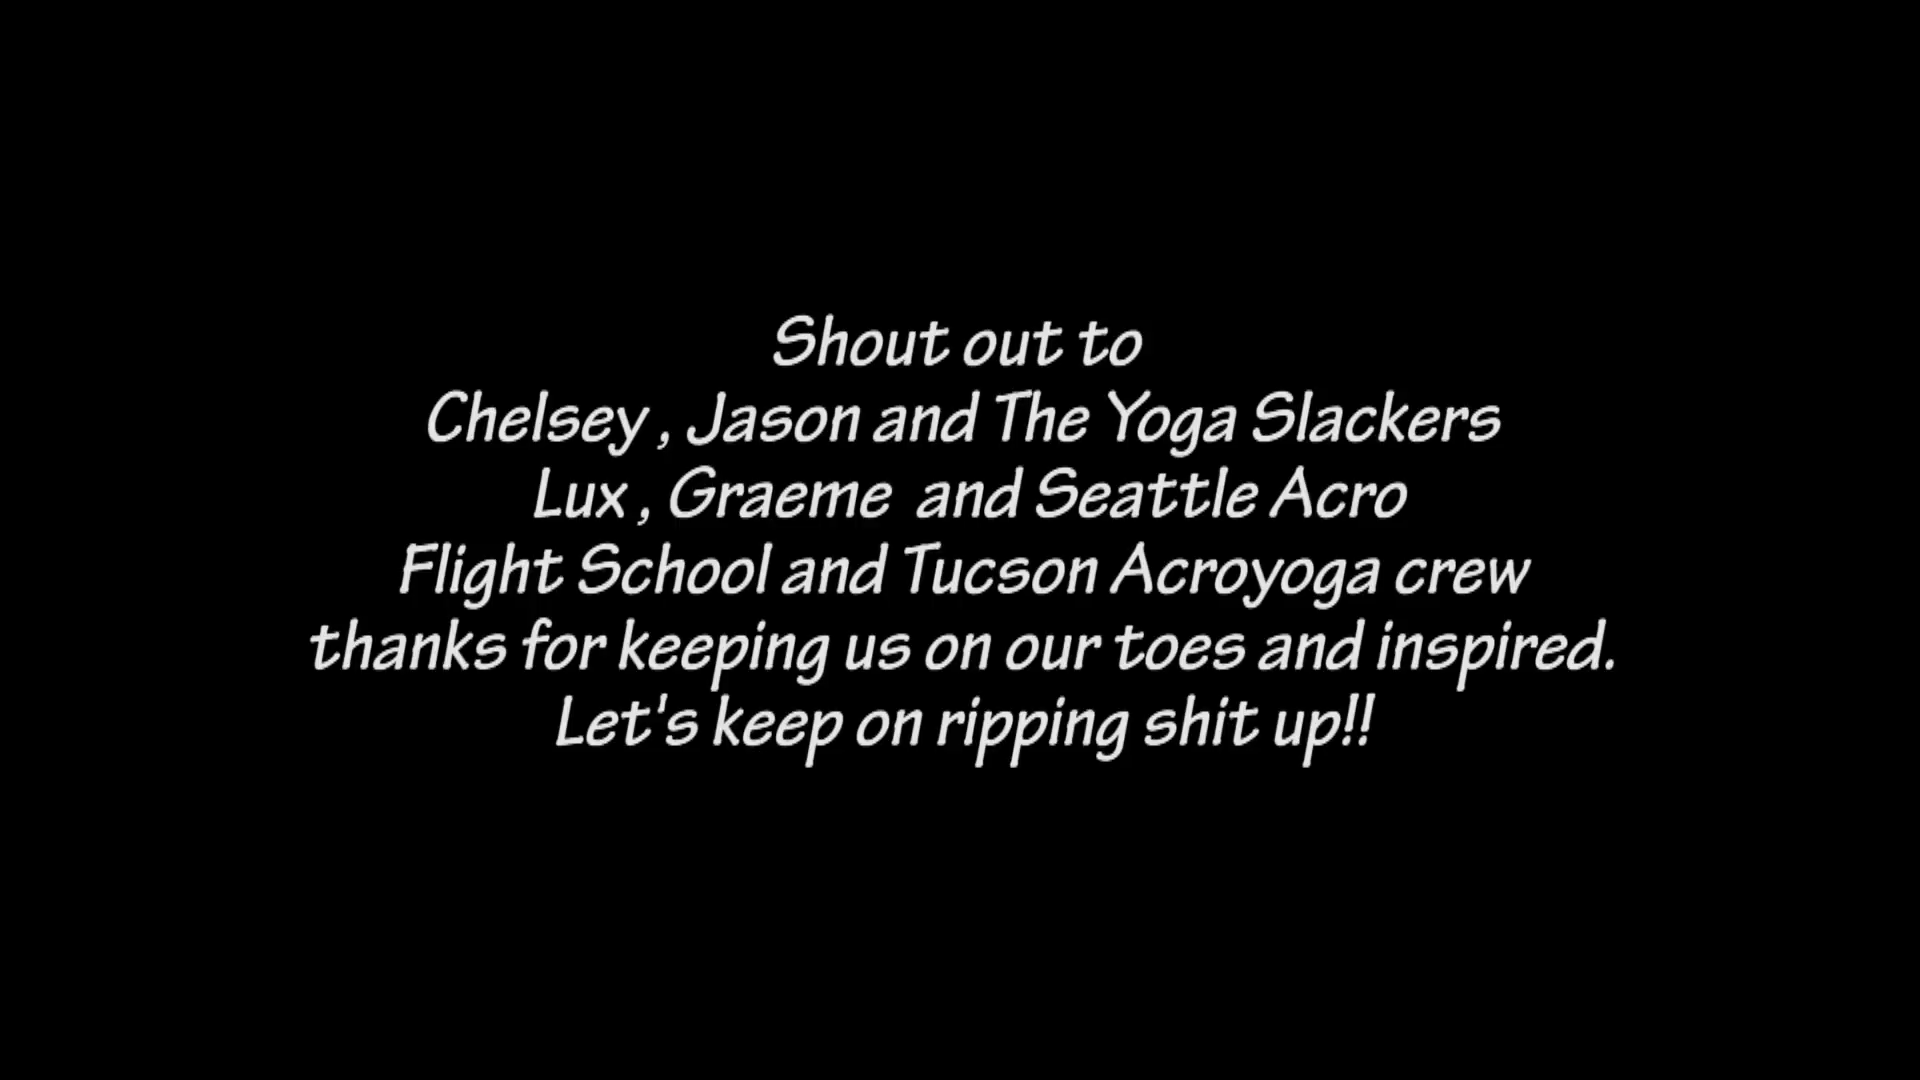 Shout out to
Chelsey , Jason and The Yoga Slackers
Lux , Graeme  and Seattle Acro
Flight School and Tucson Acroyoga crew
thanks for keeping us on our toes and inspired.
Let's keep on ripping shit up!!